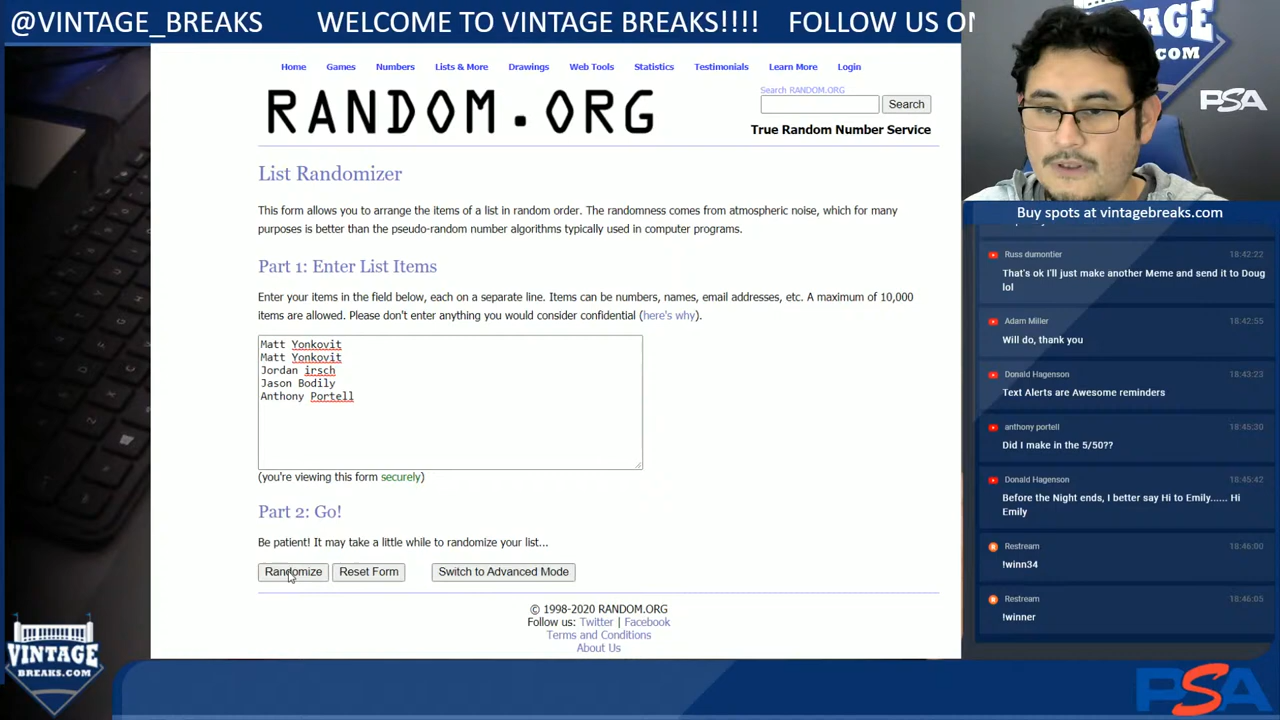 @VINTAGE_BREAKS WELCOME TO VINTAGE BREAKS!!!! FOLLOW US ON
Home Games Numbers Lists & More Drawings Web Tools Statistics Testimonials Learn More Login
RANDOM.ORG
Search RANDOM.ORG
Search
True Random Number Service
List Randomizer
This form allows you to arrange the items of a list in random order. The randomness comes from atmospheric noise, which for many
purposes is better than the pseudo-random number algorithms typically used in computer programs.
Part 1: Enter List Items
Enter your items in the field below, each on a separate line. Items can be numbers, names, email addresses, etc. A maximum of 10,000
items are allowed. Please don't enter anything you would consider confidential (here's why).
Matt Yonkovit
Matt Yonkovit
Jordan irsch
Jason Bodily
Anthony Portell
(you're viewing this form securely)
Part 2: Go!
Be patient! It may take a little while to randomize your list...
Randomize Reset Form Switch to Advanced Mode
© 1998-2020 RANDOM.ORG
Follow us: Twitter | Facebook
Terms and Conditions
About Us
VINTAGE
.COM
PSA
Buy spots at vintagebreaks.com
Russ dumontier 18:42:22
That's ok I'll just make another Meme and send it to Doug
lol
Adam Miller 18:42:55
Will do, thank you
Donald Hagenson 18:43:23
Text Alerts are Awesome reminders
anthony portell 18:45:30
Did I make in the 5/50??
Donald Hagenson 18:45:42
Before the Night ends, I better say Hi to Emily...... Hi
Emily
Restream 18:46:00
!winn34
Restream 18:46:05
!winner
VINTAGE
BREAKS.COM
PSA